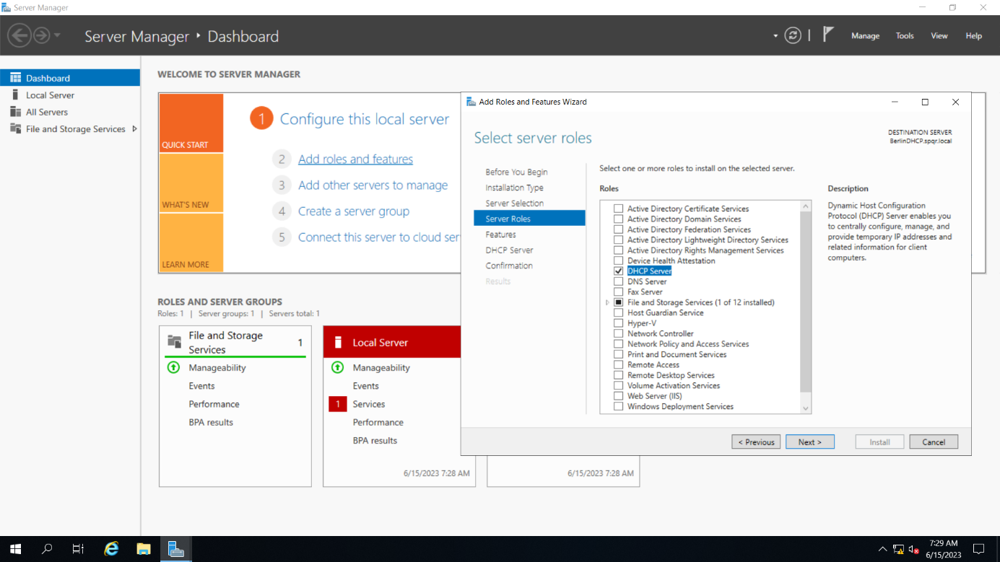 Server Manager
Server Manager • Dashboard
Manage Tools View Help
Dashboard
Local Server
All Servers
File and Storage Services
WELCOME TO SERVER MANAGER
QUICK START
WHAT'S NEW
LEARN MORE
1 Configure this local server
2 Add roles and features
3 Add other servers to manage
4 Create a server group
5 Connect this server to cloud ser
ROLES AND SERVER GROUPS
Roles: 1 | Server groups: 1 | Servers total: 1
File and Storage
Services
1
Manageability
Events
Performance
BPA results
Local Server
Manageability
Events
1 Services
Performance
BPA results
6/15/2023 7:28 AM
6/15/2023 7:28 AM
Add Roles and Features Wizard
Select server roles
DESTINATION SERVER
BerlinDHCP.spqr.local
Before You Begin
Installation Type
Server Selection
Server Roles
Features
DHCP Server
Confirmation
Results
Select one or more roles to install on the selected server.
Roles
Active Directory Certificate Services
Active Directory Domain Services
Active Directory Federation Services
Active Directory Lightweight Directory Services
Active Directory Rights Management Services
Device Health Attestation
DHCP Server
DNS Server
Fax Server
File and Storage Services (1 of 12 installed)
Host Guardian Service
Hyper-V
Network Controller
Network Policy and Access Services
Print and Document Services
Remote Access
Remote Desktop Services
Volume Activation Services
Web Server (IIS)
Windows Deployment Services
Description
Dynamic Host Configuration
Protocol (DHCP) Server enables you
to centrally configure, manage, and
provide temporary IP addresses and
related information for client
computers.
< Previous
Next >
Install
Cancel
7:29 AM
6/15/2023